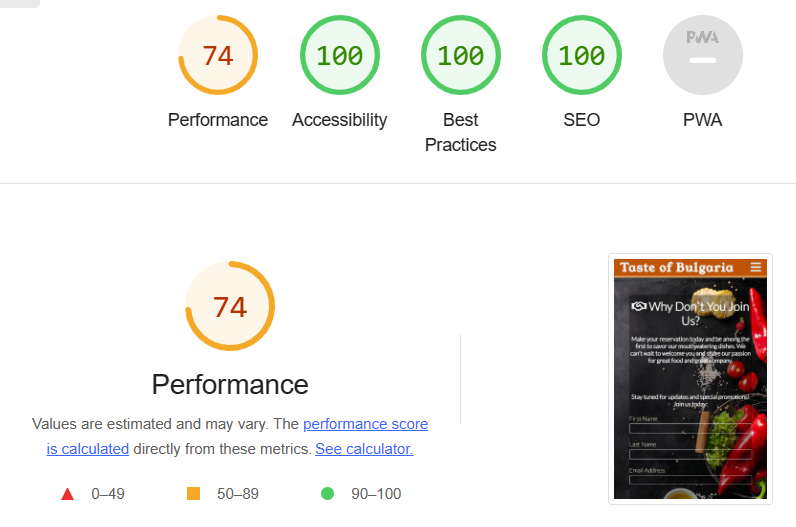 74
100
100
100
PWA
Performance
Accessibility
Best
Practices
SEO
PWA
74
Performance
Values are estimated and may vary. The performance score
is calculated directly from these metrics. See calculator.
0–49
50–89
90–100
Taste of Bulgaria
Why Don't You Join
Us?
Make your reservation today and be among the
first to savor our mouthwatering dishes. We
can't wait to welcome you and share our passion
for great food and great company.
Stay tuned for updates and special promotions!
Join us today:
First Name
Last Name
Email Address